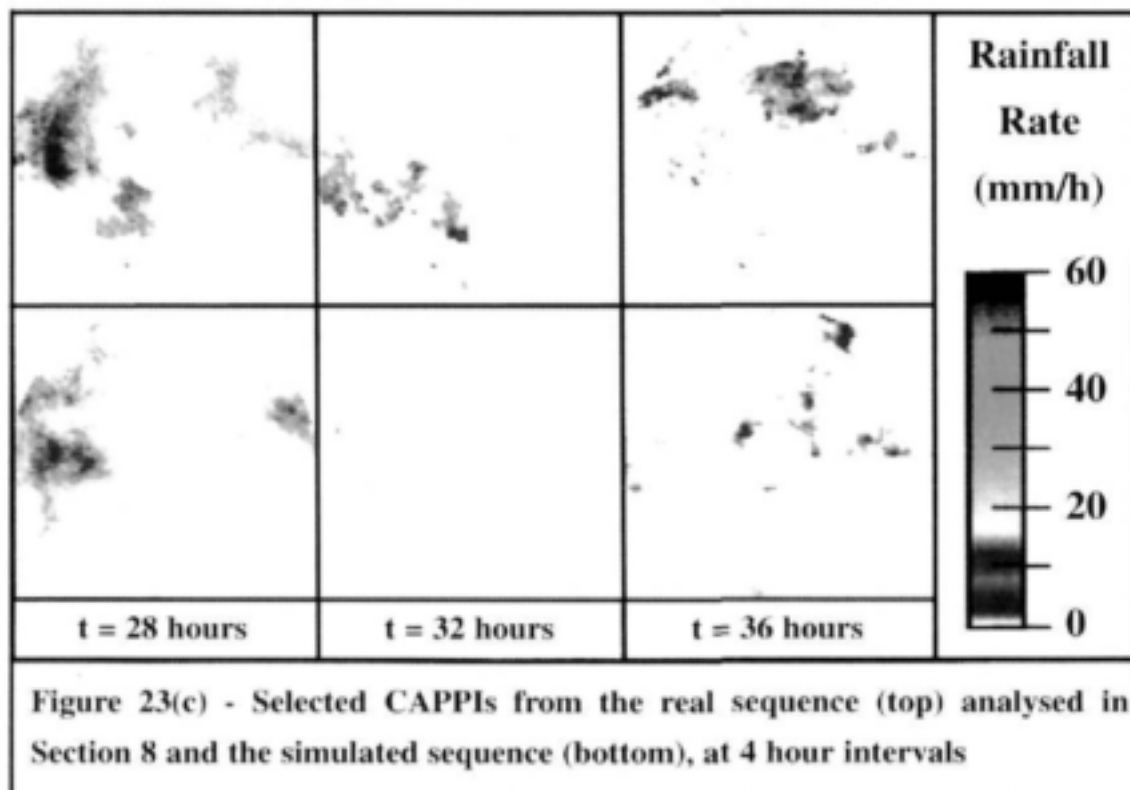 Rainfall
Rate
(mm/h)
60
40
20
0
t = 28 hours
t = 32 hours
t = 36 hours
Figure 23(c) - Selected CAPPIs from the real sequence (top) analysed in
Section 8 and the simulated sequence (bottom), at 4 hour intervals